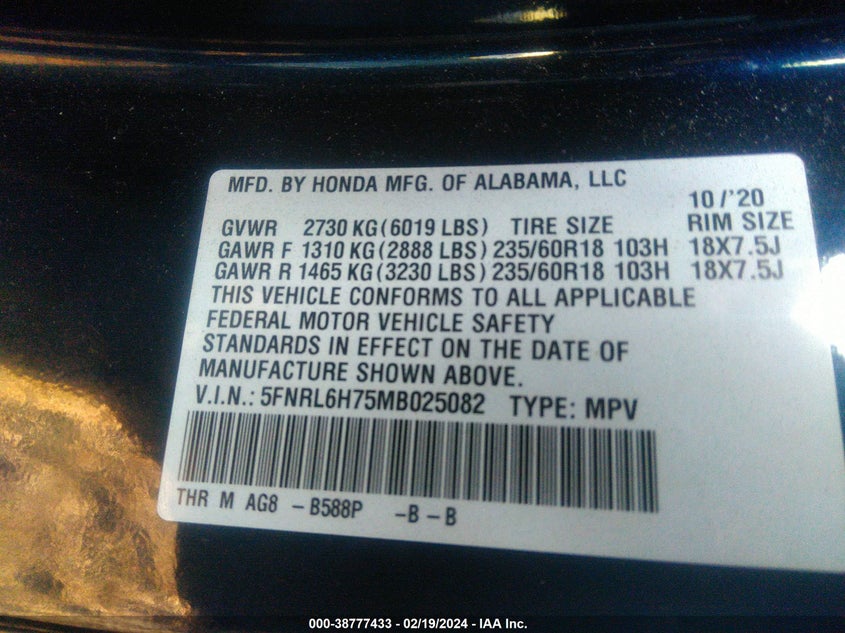 MFD. BY HONDA MFG. OF ALABAMA, LLC
10/'20
GVWR 2730 KG(6019 LBS) TIRE SIZE RIM SIZE
GAWR F 1310 KG(2888 LBS) 235/60R18 103H 18X7.5J
GAWR R 1465 KG(3230 LBS) 235/60R18 103H 18X7.5J
THIS VEHICLE CONFORMS TO ALL APPLICABLE
FEDERAL MOTOR VEHICLE SAFETY
STANDARDS IN EFFECT ON THE DATE OF
MANUFACTURE SHOWN ABOVE.
V.I.N.: 5FNRL6H75MB025082 TYPE: MPV
THR M AG8 - B588P -B-B
000-38777433 - 02/19/2024 - IAA Inc.